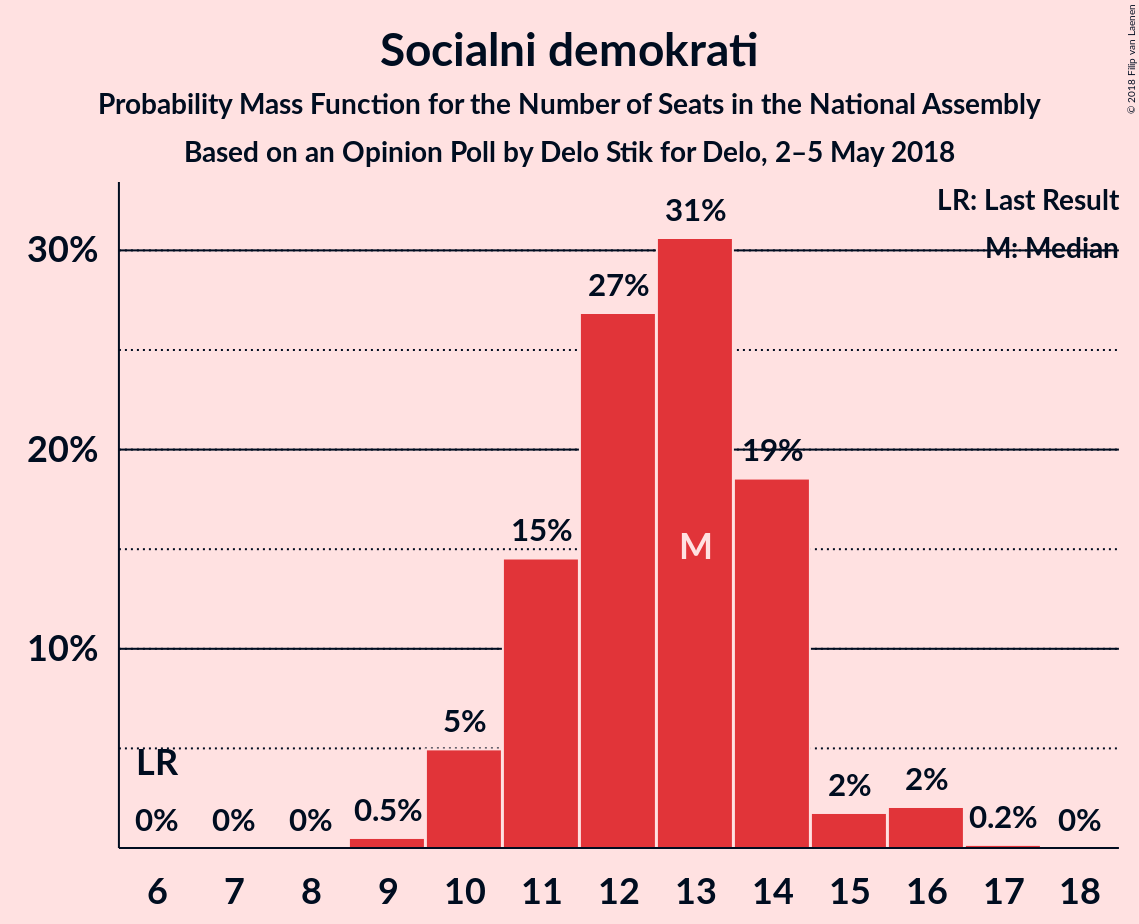 Socialni demokrati
Probability Mass Function for the Number of Seats in the National Assembly
Based on an Opinion Poll by Delo Stik for Delo, 2–5 May 2018
© 2018 Filip van Laenen
LR: Last Result
M: Median
30%
20%
10%
31%
27%
19%
15%
M
5%
LR
2%
2%
0%
0%
0%
0.5%
0.2%
0%
6 7 8 9 10 11 12 13 14 15 16 17 18